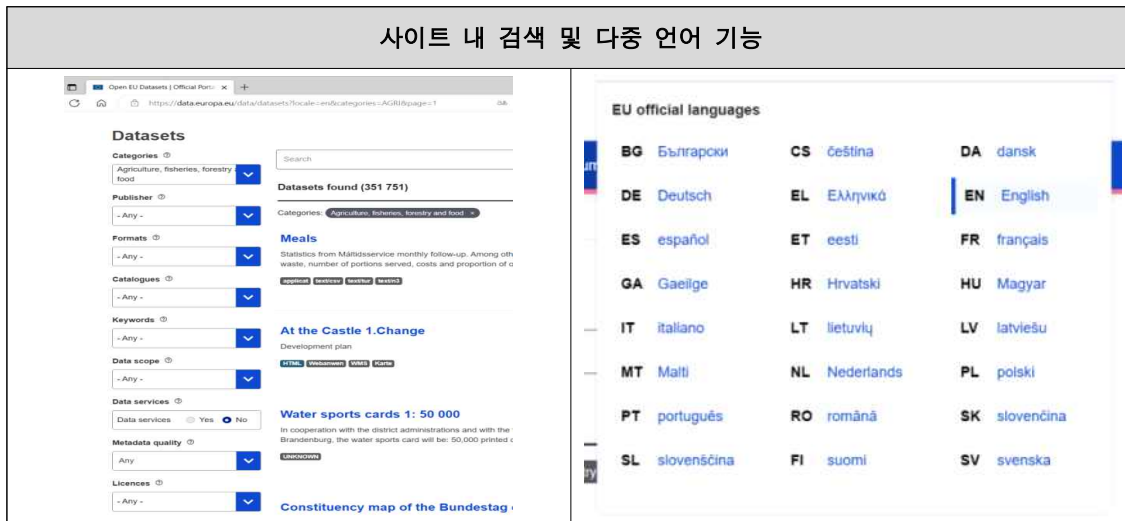 사이트 내 검색 및 다중 언어 기능
Open EU Datasets | Official Porta
https://data.europa.eu/data/datasets?locale=en&categories=AGRI&page=1
Datasets
Categories
Agriculture, fisheries, forestry
food
Publisher
- Any -
Formats
- Any -
Catalogues
- Any -
Keywords
- Any -
Data scope
- Any -
Data services
Data services Yes No
Metadata quality
Any
Licences
- Any -
Search
Datasets found (351 751)
Categories: Agriculture, fisheries, forestry and food ×
Meals
Statistics from Måltidsservice monthly follow-up. Among oth
waste, number of portions served, costs and proportion of o
applicat text/csv text/tur text/n3
At the Castle 1.Change
Development plan
HTML Webanwen WMS Karte
Water sports cards 1: 50 000
In cooperation with the district administrations and with the
Brandenburg, the water sports card will be: 50,000 printed
UNKNOWN
Constituency map of the Bundestag
EU official languages
BG Български CS čeština DA dansk
DE Deutsch EL Ελληνικά EN English
ES español ET eesti FR français
GA Gaeilge HR Hrvatski HU Magyar
IT italiano LT lietuvių LV latviešu
MT Malti NL Nederlands PL polski
PT português RO română SK slovenčina
SL slovenščina FI suomi SV svenska